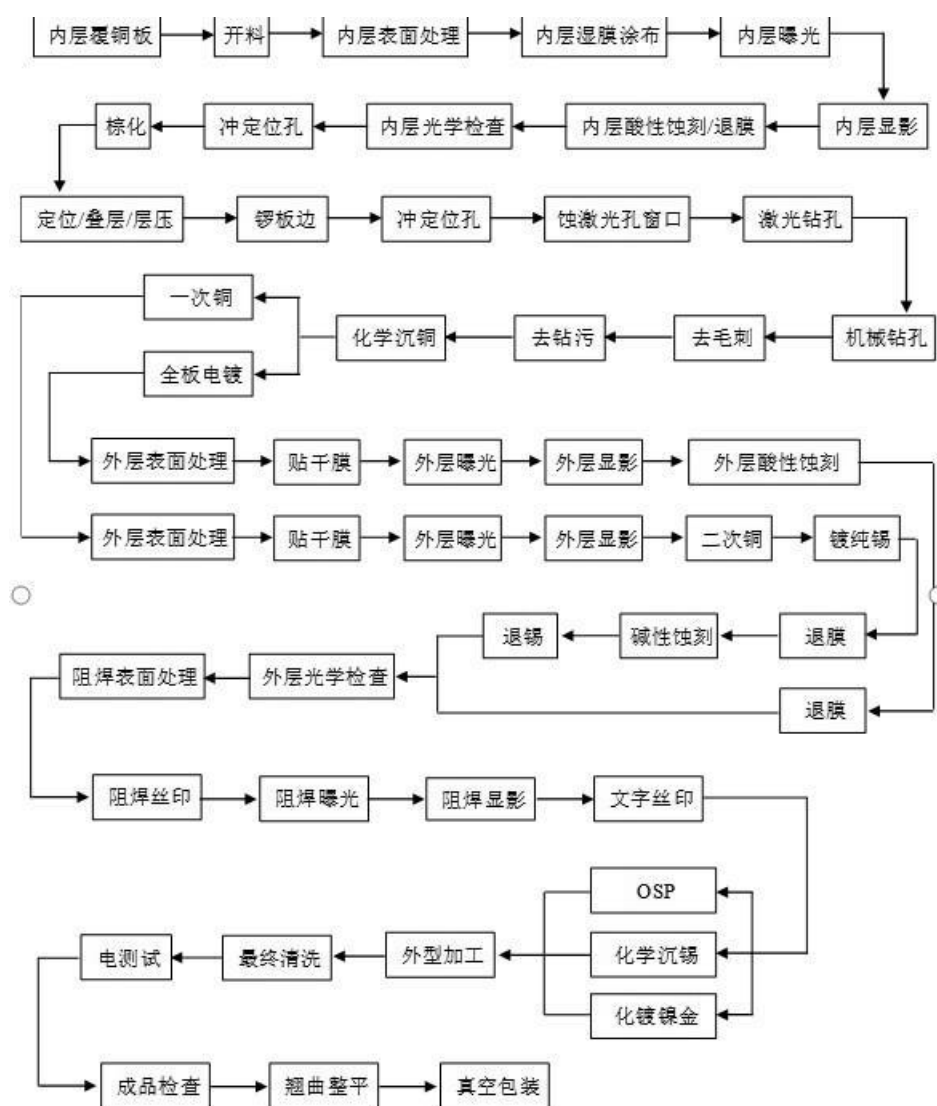 内层覆铜板 开料 内层表面处理 内层湿膜涂布 内层曝光
棕化 冲定位孔 内层光学检查 内层酸性蚀刻/退膜 内层显影
定位/叠层/层压 锣板边 冲定位孔 蚀激光孔窗口 激光钻孔
一次铜
化学沉铜 去钻污 去毛刺 机械钻孔
全板电镀
外层表面处理 贴干膜 外层曝光 外层显影 外层酸性蚀刻
外层表面处理 贴干膜 外层曝光 外层显影 二次铜 镀纯锡
退锡 碱性蚀刻 退膜
阻焊表面处理 外层光学检查
退膜
阻焊丝印 阻焊曝光 阻焊显影 文字丝印
OSP
电测试 最终清洗 外型加工 化学沉锡
化镀镍金
成品检查 翘曲整平 真空包装